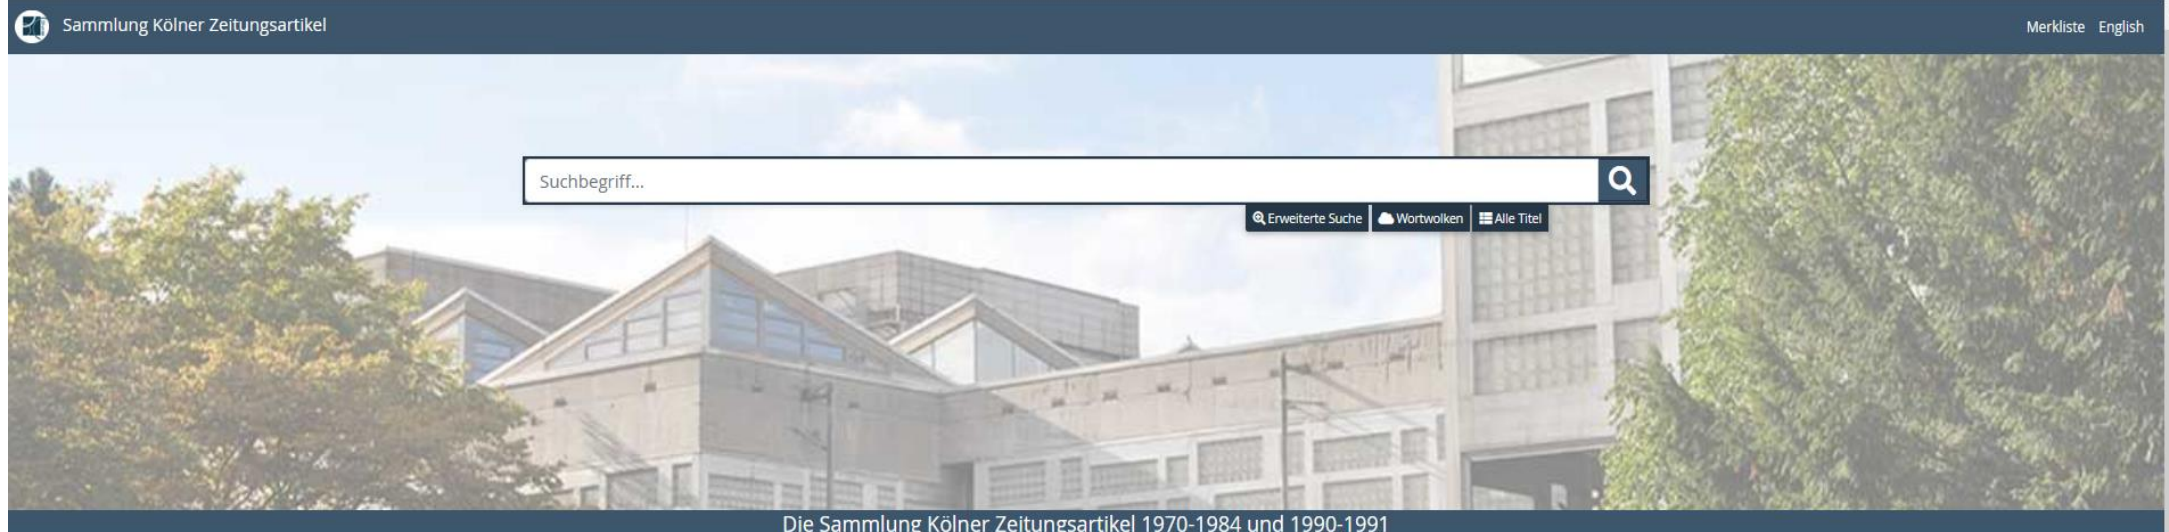 Sammlung Kölner Zeitungsartikel
Merkliste English
Suchbegriff...
Erweiterte Suche Wortwolken Alle Titel
Die Sammlung Kölner Zeitungsartikel 1970-1984 und 1990-1991